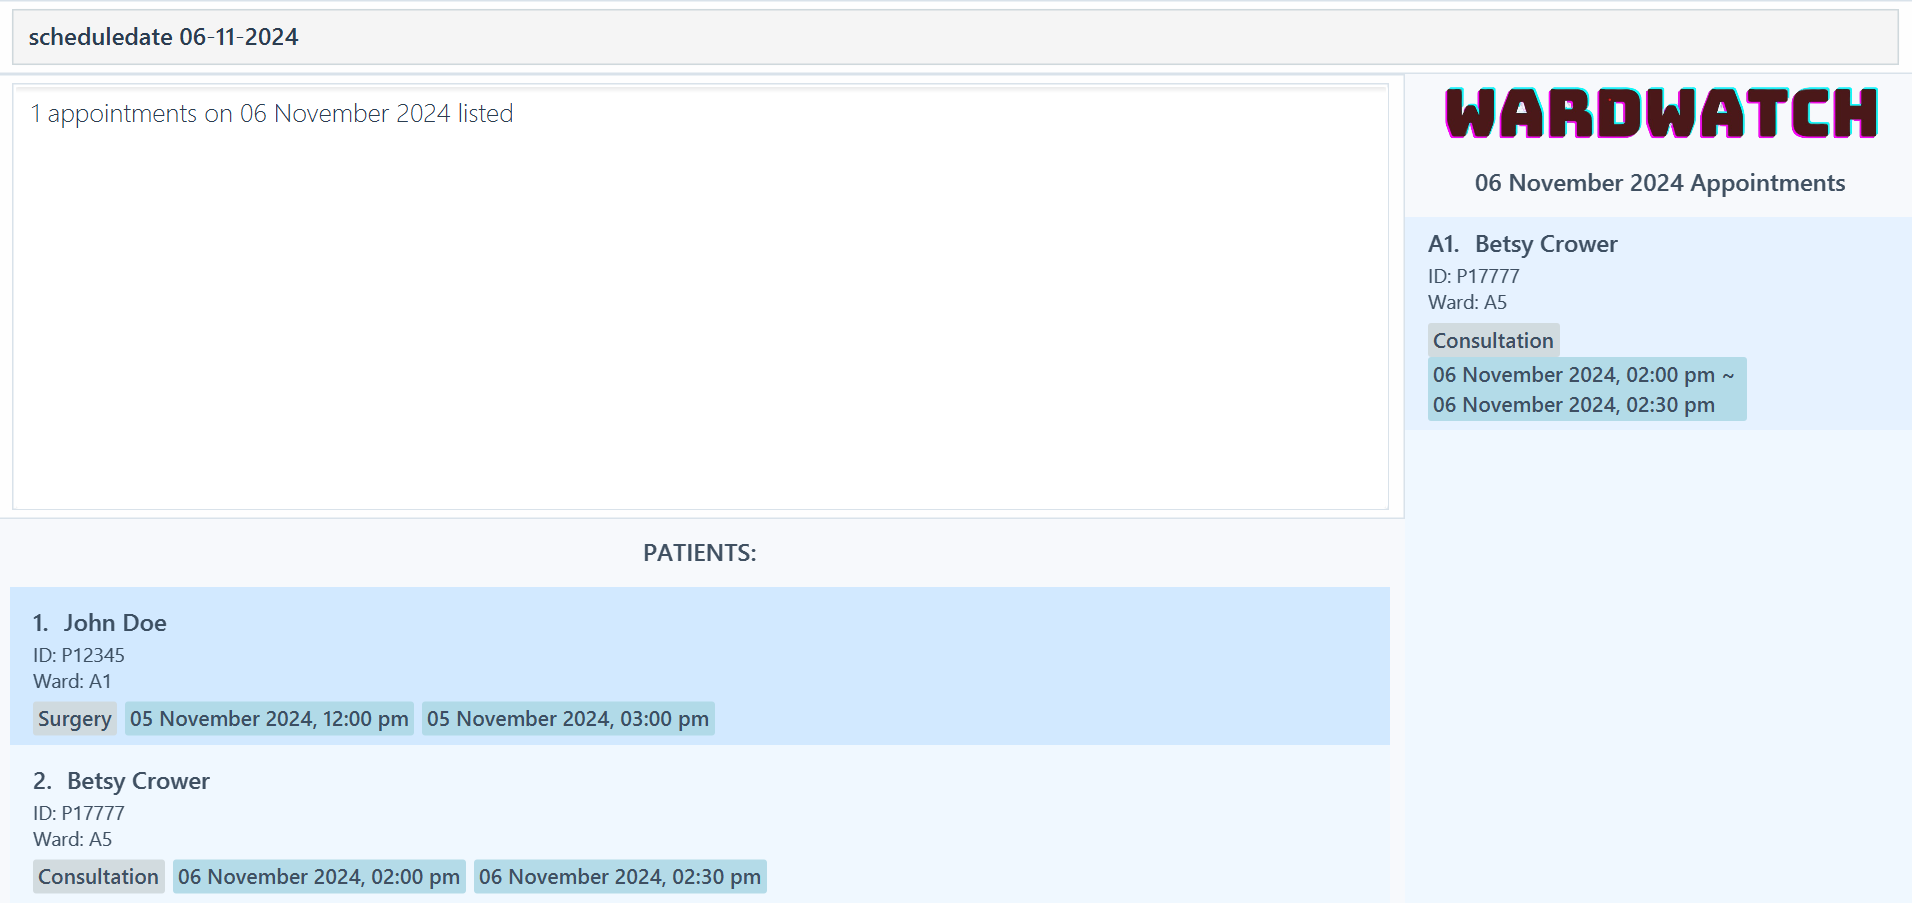 scheduledate 06-11-2024
1 appointments on 06 November 2024 listed
PATIENTS:
1. John Doe
ID: P12345
Ward: A1
Surgery 05 November 2024, 12:00 pm 05 November 2024, 03:00 pm
2. Betsy Crower
ID: P17777
Ward: A5
Consultation 06 November 2024, 02:00 pm 06 November 2024, 02:30 pm
WARDWATCH
06 November 2024 Appointments
A1. Betsy Crower
ID: P17777
Ward: A5
Consultation
06 November 2024, 02:00 pm ~
06 November 2024, 02:30 pm